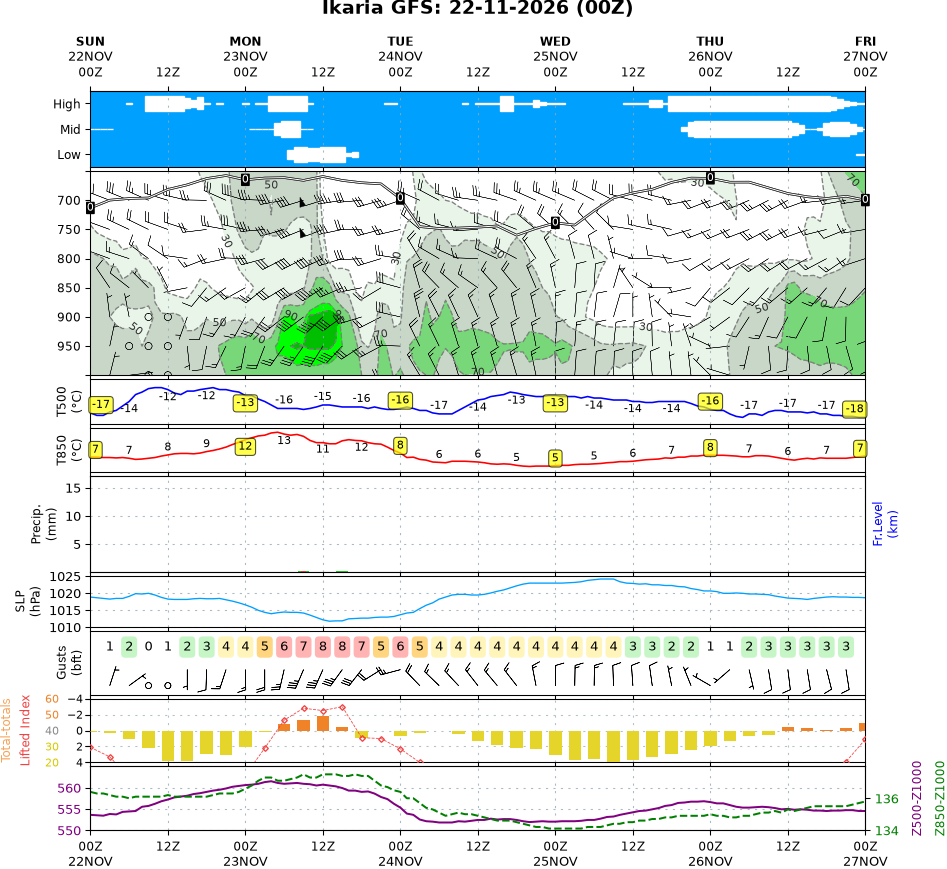 Ikaria GFS: 22-11-2026 (00Z)
SUN MON TUE WED THU FRI
22NOV 23NOV 24NOV 25NOV 26NOV 27NOV
00Z 12Z 00Z 12Z 00Z 12Z 00Z 12Z 00Z 12Z 00Z
High
Mid
Low
700
750
800
850
900
950
0 0 0 0 0 0
50 30 30 30 50 50 90 70 70 50 30 50 70
T500
(°C)
-17 -14 -12 -12 -13 -16 -15 -16 -16 -17 -14 -13 -13 -14 -14 -14 -16 -17 -17 -18
T850
(°C)
7 7 8 9 12 13 11 12 8 6 6 5 5 5 6 7 8 7 6 7 7
Precip.
(mm)
15
10
5
Fr.Level
(km)
SLP
(hPa)
1025
1020
1015
1010
Gusts
(bft)
1 2 0 1 2 3 4 4 5 6 7 8 8 7 5 6 5 4 4 4 4 4 4 4 4 4 4 3 3 2 2 1 1 2 3 3 3 3 3
Total-totals
Lifted Index
60 −4
50 −2
40 0
30 2
20 4
560
555
550
136
134
Z500-Z1000
Z850-Z1000
00Z 12Z 00Z 12Z 00Z 12Z 00Z 12Z 00Z 12Z 00Z
22NOV 23NOV 24NOV 25NOV 26NOV 27NOV